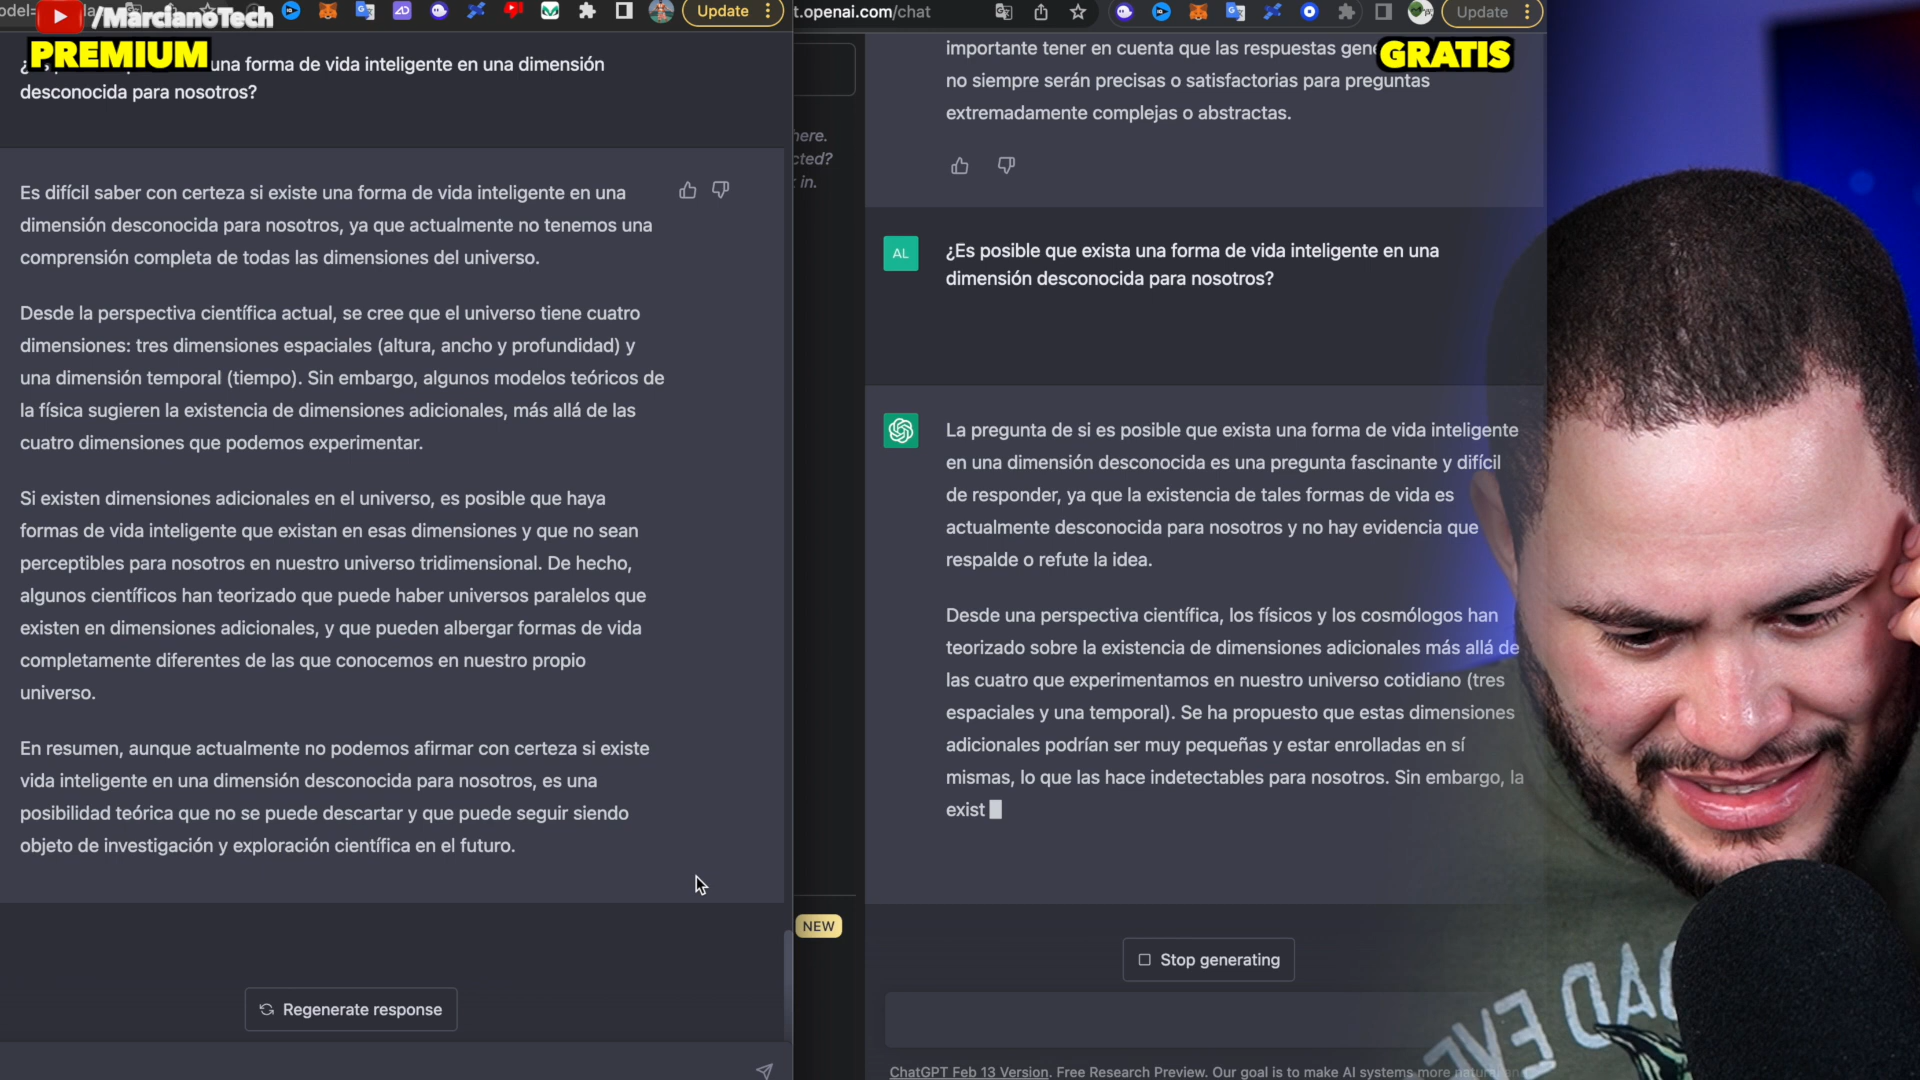 /MarcianoTech
Update
PREMIUM
una forma de vida inteligente en una dimensión
desconocida para nosotros?
Es difícil saber con certeza si existe una forma de vida inteligente en una
dimensión desconocida para nosotros, ya que actualmente no tenemos una
comprensión completa de todas las dimensiones del universo.
Desde la perspectiva científica actual, se cree que el universo tiene cuatro
dimensiones: tres dimensiones espaciales (altura, ancho y profundidad) y
una dimensión temporal (tiempo). Sin embargo, algunos modelos teóricos de
la física sugieren la existencia de dimensiones adicionales, más allá de las
cuatro dimensiones que podemos experimentar.
Si existen dimensiones adicionales en el universo, es posible que haya
formas de vida inteligente que existan en esas dimensiones y que no sean
perceptibles para nosotros en nuestro universo tridimensional. De hecho,
algunos científicos han teorizado que puede haber universos paralelos que
existen en dimensiones adicionales, y que pueden albergar formas de vida
completamente diferentes de las que conocemos en nuestro propio
universo.
En resumen, aunque actualmente no podemos afirmar con certeza si existe
vida inteligente en una dimensión desconocida para nosotros, es una
posibilidad teórica que no se puede descartar y que puede seguir siendo
objeto de investigación y exploración científica en el futuro.
Regenerate response
t.openai.com/chat
Update
GRATIS
here.
cted?
in.
NEW
importante tener en cuenta que las respuestas gene
no siempre serán precisas o satisfactorias para preguntas
extremadamente complejas o abstractas.
AL
¿Es posible que exista una forma de vida inteligente en una
dimensión desconocida para nosotros?
La pregunta de si es posible que exista una forma de vida inteligente
en una dimensión desconocida es una pregunta fascinante y difícil
de responder, ya que la existencia de tales formas de vida es
actualmente desconocida para nosotros y no hay evidencia que
respalde o refute la idea.
Desde una perspectiva científica, los físicos y los cosmólogos han
teorizado sobre la existencia de dimensiones adicionales más allá de
las cuatro que experimentamos en nuestro universo cotidiano (tres
espaciales y una temporal). Se ha propuesto que estas dimensiones
adicionales podrían ser muy pequeñas y estar enrolladas en sí
mismas, lo que las hace indetectables para nosotros. Sin embargo, la
exist
Stop generating
ChatGPT Feb 13 Version. Free Research Preview. Our goal is to make AI systems more